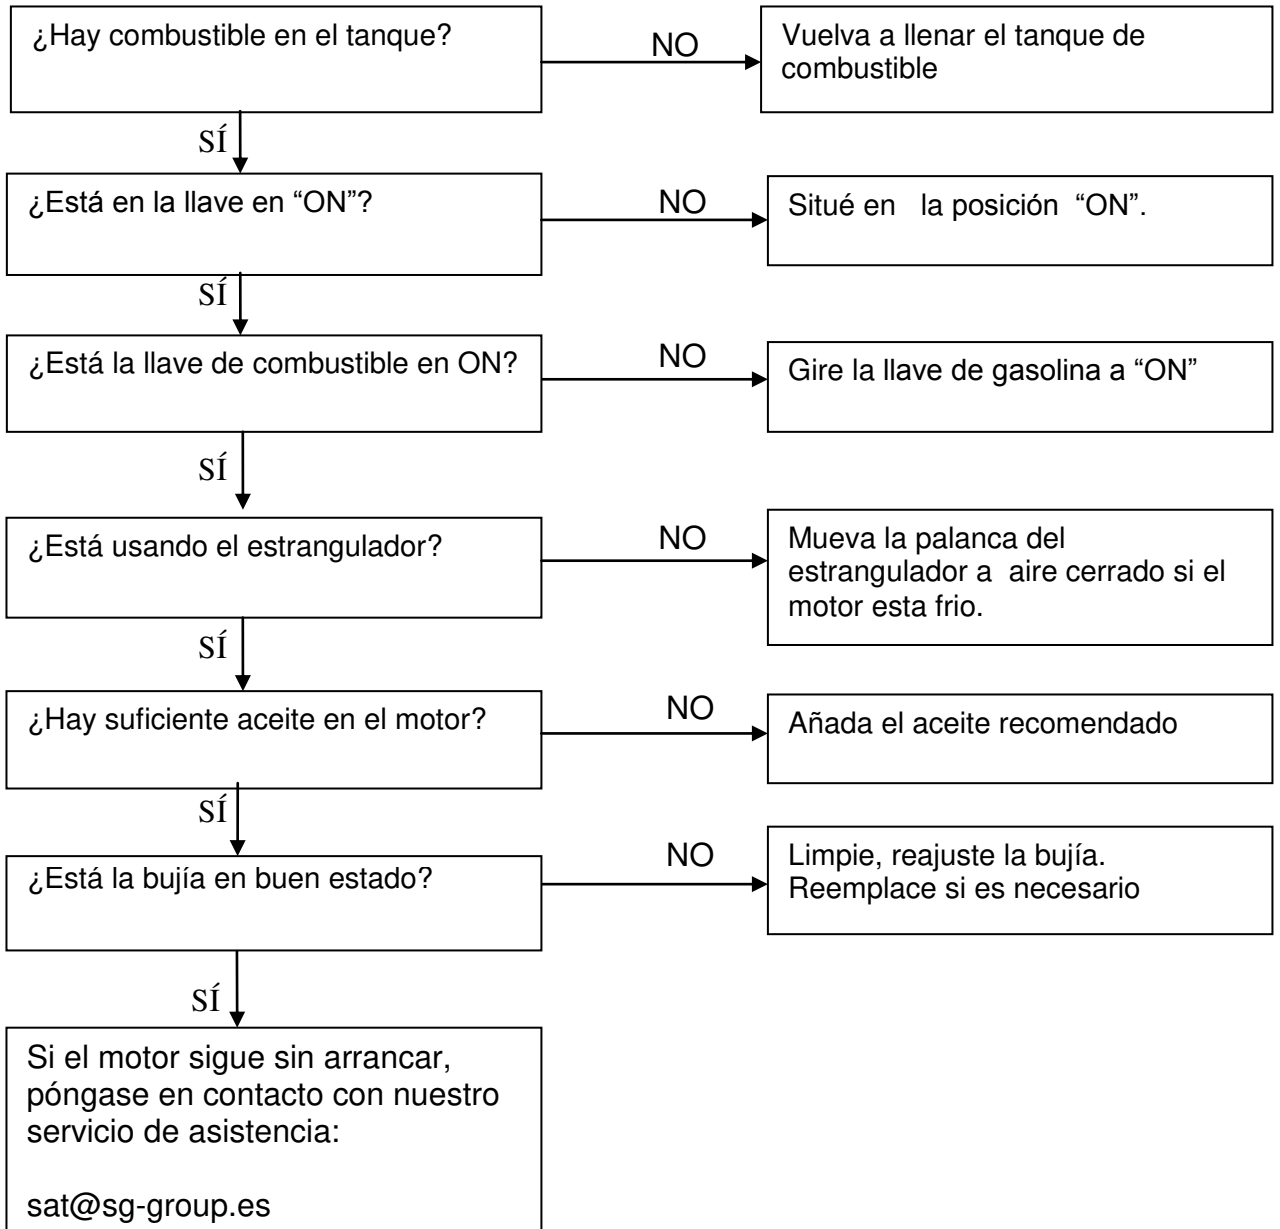 ¿Hay combustible en el tanque?
NO
Vuelva a llenar el tanque de
combustible
SÍ
¿Está en la llave en “ON”?
NO
Situé en la posición “ON”.
SÍ
¿Está la llave de combustible en ON?
NO
Gire la llave de gasolina a “ON”
SÍ
¿Está usando el estrangulador?
NO
Mueva la palanca del
estrangulador a aire cerrado si el
motor esta frio.
SÍ
¿Hay suficiente aceite en el motor?
NO
Añada el aceite recomendado
SÍ
¿Está la bujía en buen estado?
NO
Limpie, reajuste la bujía.
Reemplace si es necesario
SÍ
Si el motor sigue sin arrancar,
póngase en contacto con nuestro
servicio de asistencia:
sat@sg-group.es